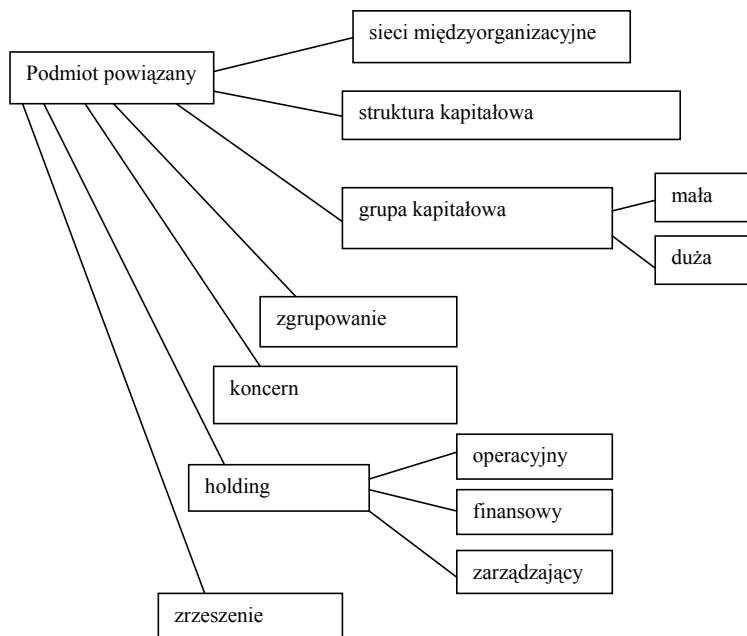 sieci międzyorganizacyjne
Podmiot powiązany
struktura kapitałowa
grupa kapitałowa
mała
duża
zgrupowanie
koncern
holding
operacyjny
finansowy
zarządzający
zrzeszenie